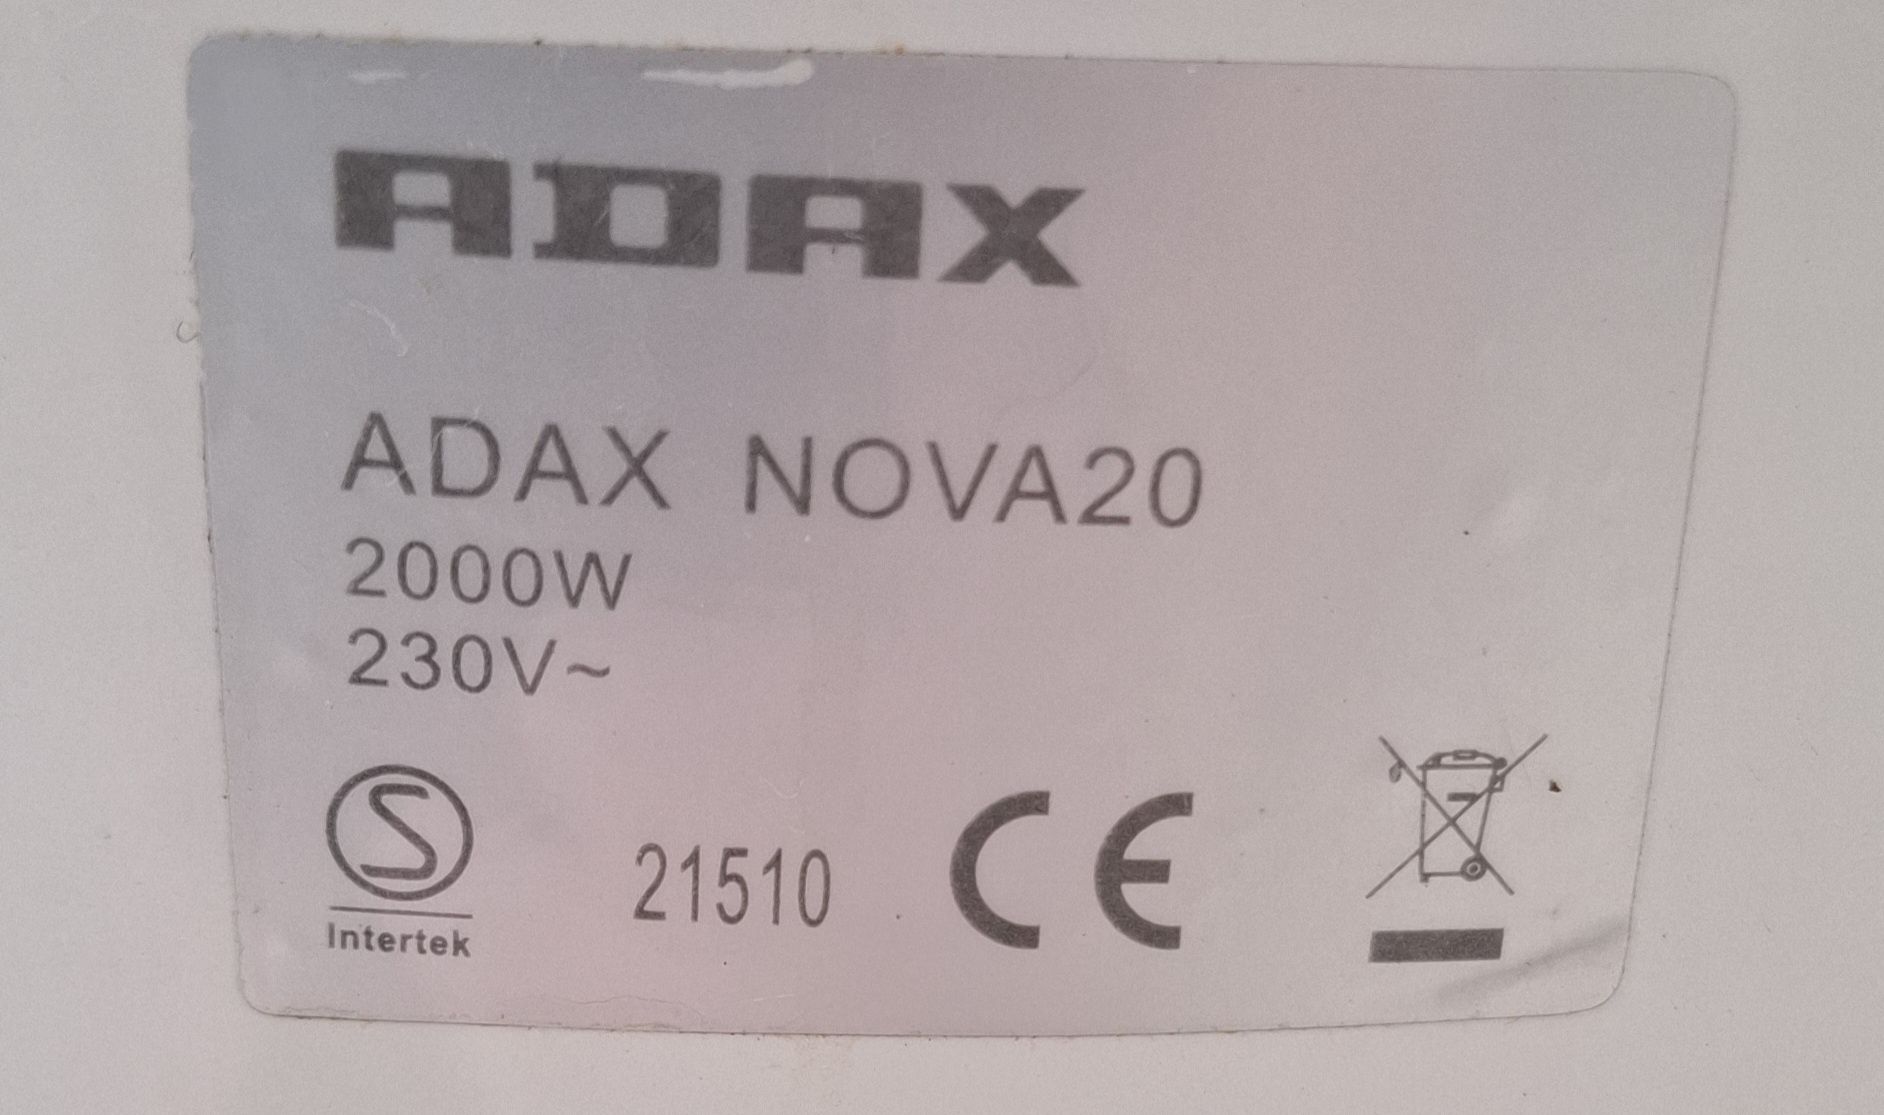 ADAX
ADAX NOVA20
2000W
230V~
S
Intertek
21510
CE